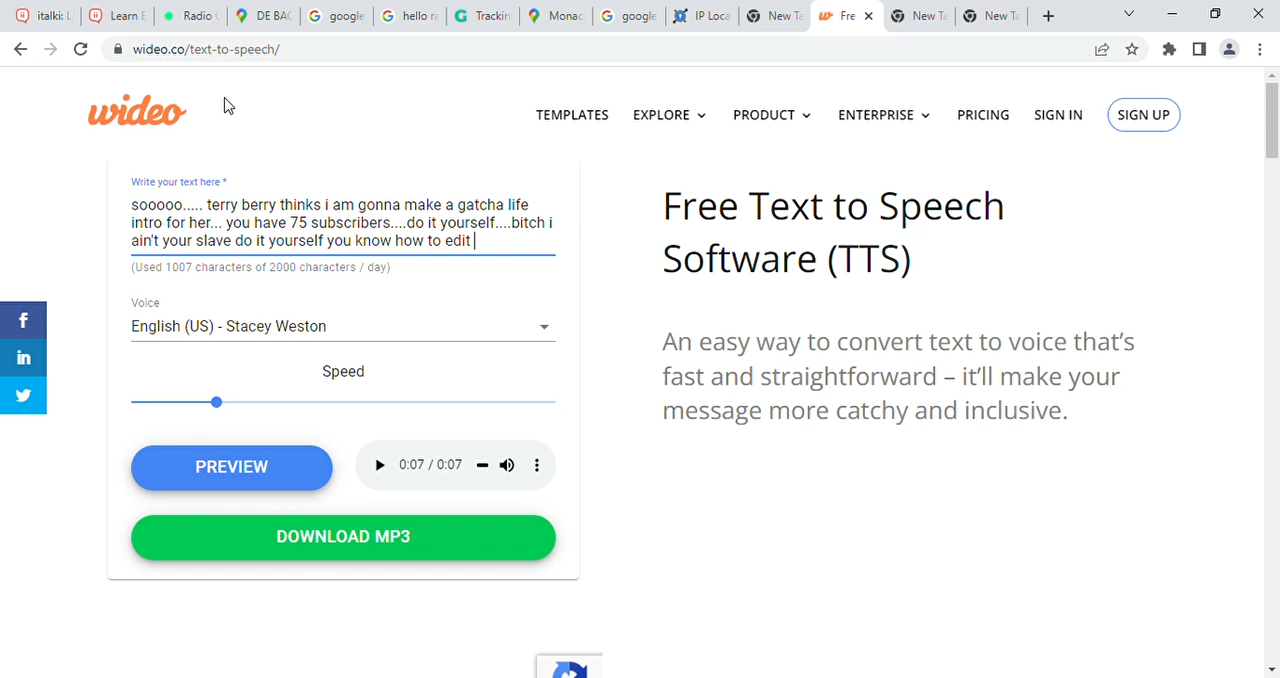 italki: L
Learn E
Radio
DE BAC
google
hello ra
Trackin
Monac
google
IP Loca
New Ta
Fre
New Ta
New Ta
wideo.co/text-to-speech/
wideo
TEMPLATES
EXPLORE
PRODUCT
ENTERPRISE
PRICING
SIGN IN
SIGN UP
Write your text here *
sooooo..... terry berry thinks i am gonna make a gatcha life
intro for her... you have 75 subscribers....do it yourself....bitch i
ain't your slave do it yourself you know how to edit
(Used 1007 characters of 2000 characters / day)
Voice
English (US) - Stacey Weston
Speed
PREVIEW
0:07 / 0:07
DOWNLOAD MP3
Free Text to Speech
Software (TTS)
An easy way to convert text to voice that's
fast and straightforward – it'll make your
message more catchy and inclusive.